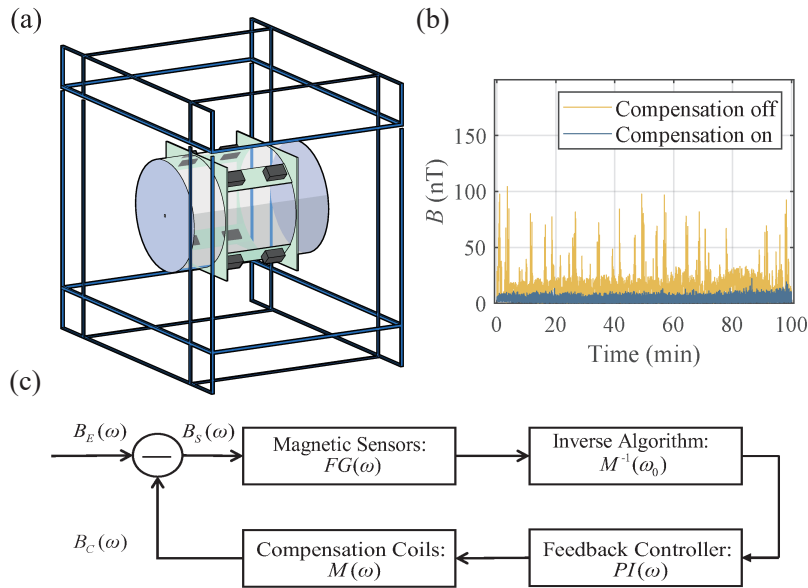 (a)
(b)
Compensation off
Compensation on
150
100
50
0
B (nT)
0 20 40 60 80 100
Time (min)
(c)
B_E(ω)
B_S(ω)
Magnetic Sensors:
FG(ω)
Inverse Algorithm:
M⁻¹(ω₀)
B_C(ω)
Compensation Coils:
M(ω)
Feedback Controller:
PI(ω)